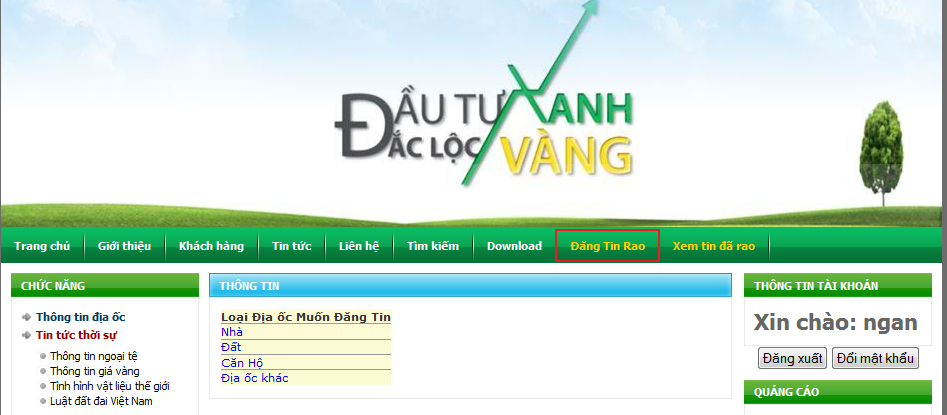 ĐẦU TƯ XANH
ĐẮC LỘC VÀNG
Trang chủ Giới thiệu Khách hàng Tin tức Liên hệ Tìm kiếm Download Đăng Tin Rao Xem tin đã rao
CHỨC NĂNG
Thông tin địa ốc
Tin tức thời sự
Thông tin ngoại tệ
Thông tin giá vàng
Tình hình vật liệu thế giới
Luật đất đai Việt Nam
THÔNG TIN
Loại Địa ốc Muốn Đăng Tin
Nhà
Đất
Căn Hộ
Địa ốc khác
THÔNG TIN TÀI KHOẢN
Xin chào: ngan
Đăng xuất Đổi mật khẩu
QUẢNG CÁO